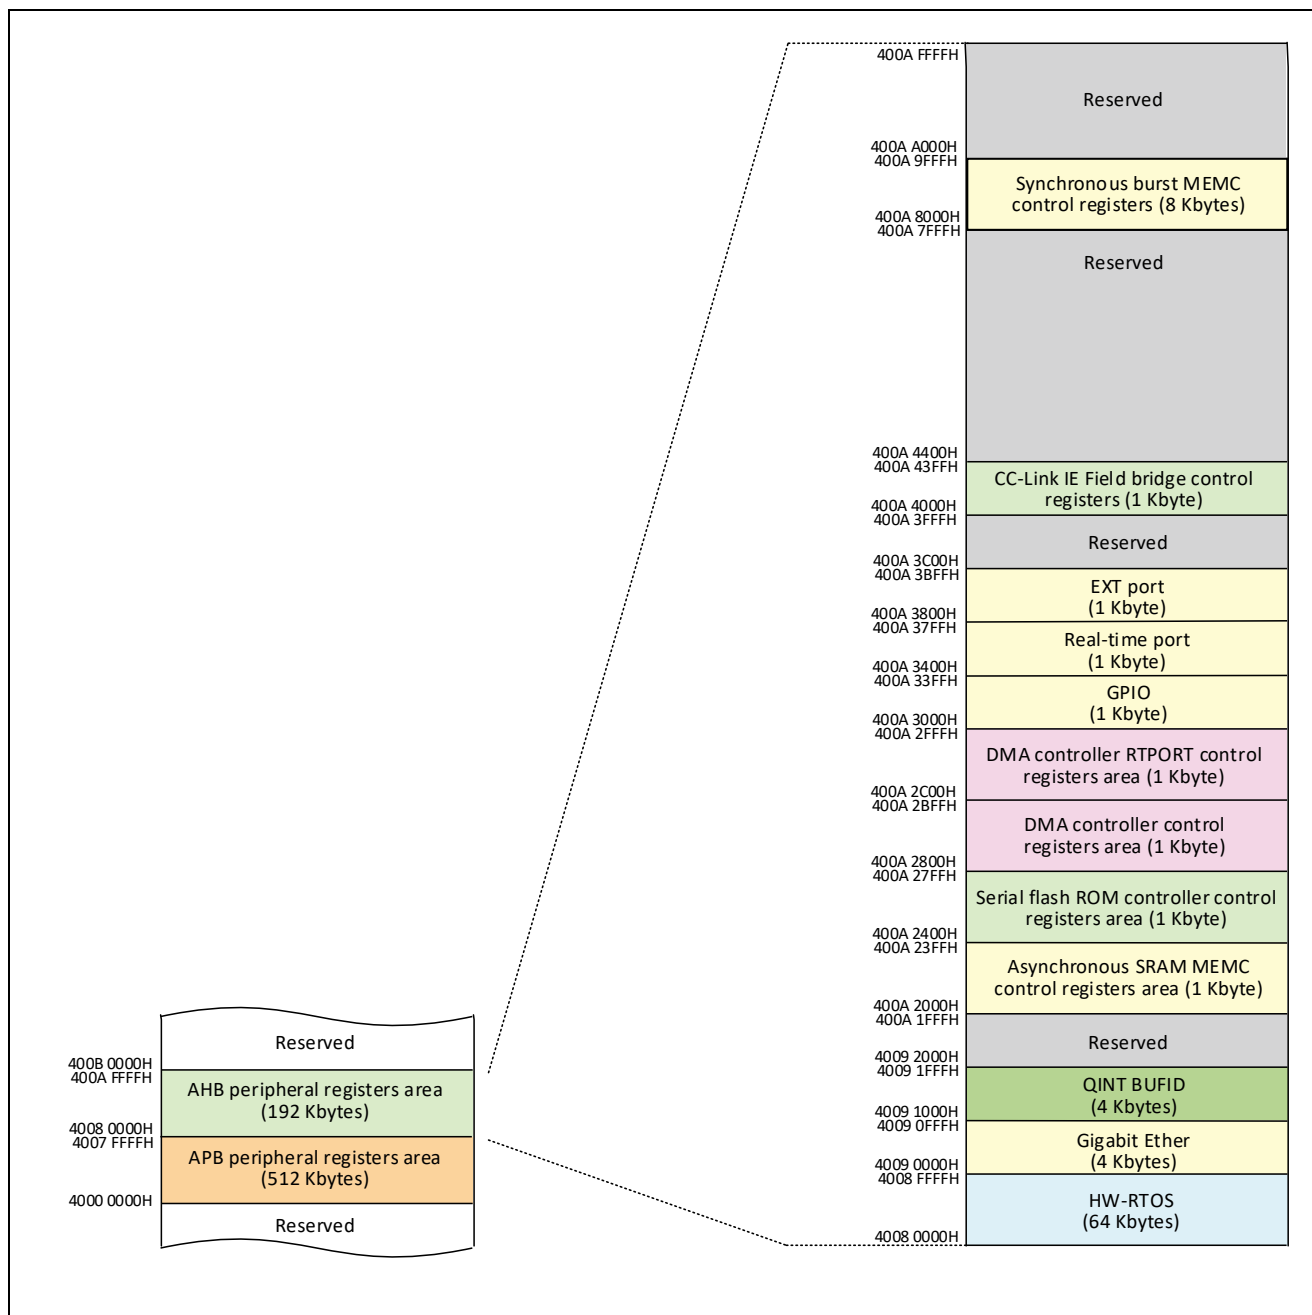 400A FFFFH
Reserved
400A A000H
400A 9FFFH
Synchronous burst MEMC
control registers (8 Kbytes)
400A 8000H
400A 7FFFH
Reserved
400A 4400H
400A 43FFH
CC-Link IE Field bridge control
registers (1 Kbyte)
400A 4000H
400A 3FFFH
Reserved
400A 3C00H
400A 3BFFH
EXT port
(1 Kbyte)
400A 3800H
400A 37FFH
Real-time port
(1 Kbyte)
400A 3400H
400A 33FFH
GPIO
(1 Kbyte)
400A 3000H
400A 2FFFH
DMA controller RTPORT control
registers area (1 Kbyte)
400A 2C00H
400A 2BFFH
DMA controller control
registers area (1 Kbyte)
400A 2800H
400A 27FFH
Serial flash ROM controller control
registers area (1 Kbyte)
400A 2400H
400A 23FFH
Asynchronous SRAM MEMC
control registers area (1 Kbyte)
400A 2000H
400A 1FFFH
Reserved
4009 2000H
4009 1FFFH
QINT BUFID
(4 Kbytes)
4009 1000H
4009 0FFFH
Gigabit Ether
(4 Kbytes)
4009 0000H
4008 FFFFH
HW-RTOS
(64 Kbytes)
4008 0000H
Reserved
400B 0000H
400A FFFFH
AHB peripheral registers area
(192 Kbytes)
4008 0000H
4007 FFFFH
APB peripheral registers area
(512 Kbytes)
4000 0000H
Reserved